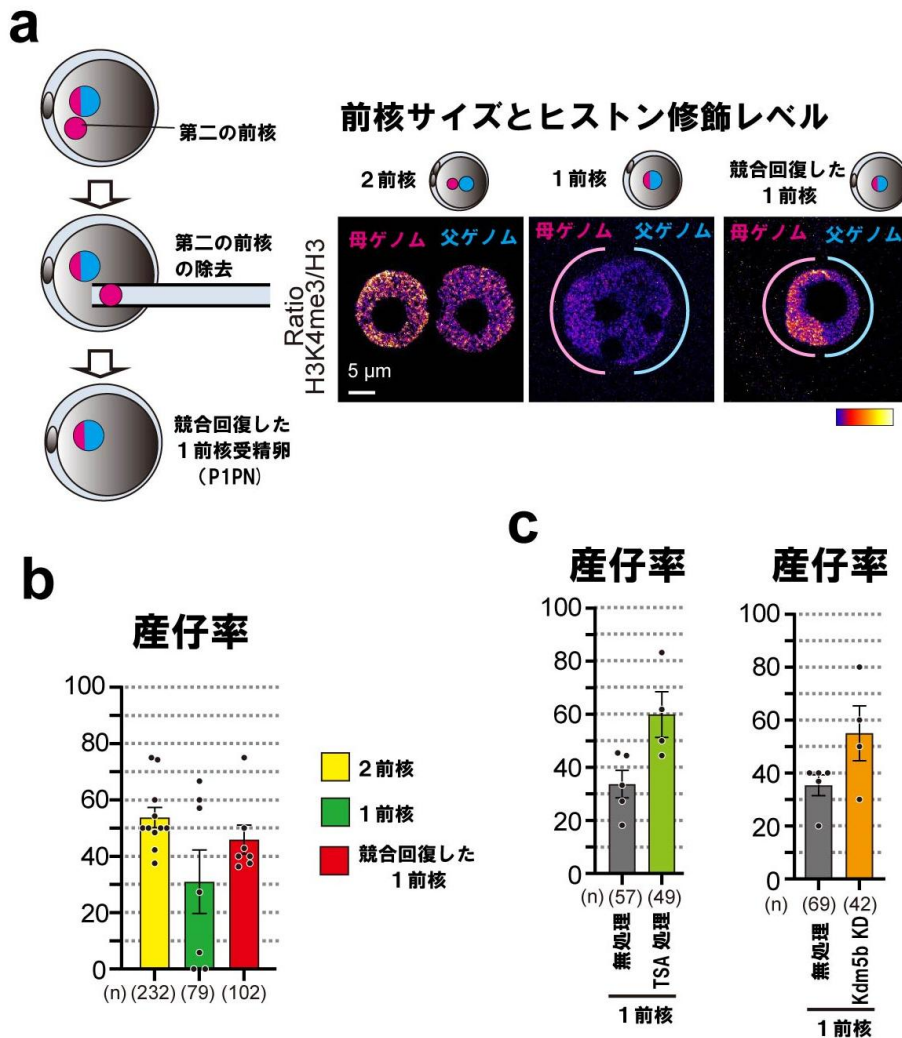 a
第二の前核
第二の前核
の除去
競合回復した
1前核受精卵
(P1PN)
前核サイズとヒストン修飾レベル
2前核
1前核
競合回復した
1前核
母ゲノム 父ゲノム
母ゲノム 父ゲノム
母ゲノム 父ゲノム
Ratio
H3K4me3/H3
5 µm
b
産仔率
100
80
60
40
20
0
(n) (232) (79) (102)
2前核
1前核
競合回復した
1前核
c
産仔率
100
80
60
40
20
0
(n) (57) (49)
無処理
TSA 処理
1前核
産仔率
100
80
60
40
20
0
(n) (69) (42)
無処理
Kdm5b KD
1前核